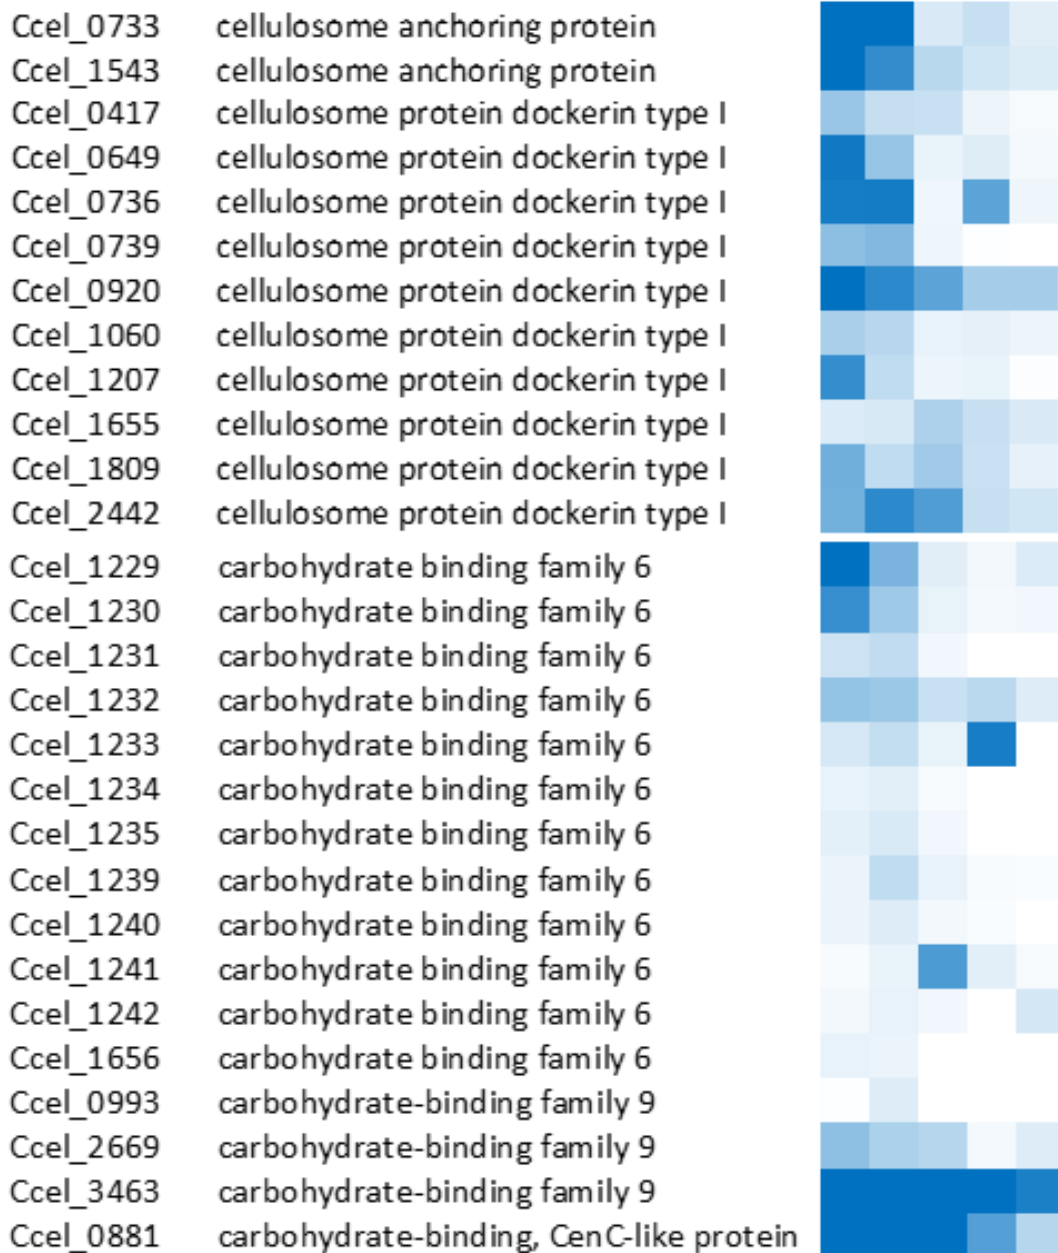 Ccel_0733 cellulosome anchoring protein
Ccel_1543 cellulosome anchoring protein
Ccel_0417 cellulosome protein dockerin type I
Ccel_0649 cellulosome protein dockerin type I
Ccel_0736 cellulosome protein dockerin type I
Ccel_0739 cellulosome protein dockerin type I
Ccel_0920 cellulosome protein dockerin type I
Ccel_1060 cellulosome protein dockerin type I
Ccel_1207 cellulosome protein dockerin type I
Ccel_1655 cellulosome protein dockerin type I
Ccel_1809 cellulosome protein dockerin type I
Ccel_2442 cellulosome protein dockerin type I
Ccel_1229 carbohydrate binding family 6
Ccel_1230 carbohydrate binding family 6
Ccel_1231 carbohydrate binding family 6
Ccel_1232 carbohydrate binding family 6
Ccel_1233 carbohydrate binding family 6
Ccel_1234 carbohydrate binding family 6
Ccel_1235 carbohydrate binding family 6
Ccel_1239 carbohydrate binding family 6
Ccel_1240 carbohydrate binding family 6
Ccel_1241 carbohydrate binding family 6
Ccel_1242 carbohydrate binding family 6
Ccel_1656 carbohydrate binding family 6
Ccel_0993 carbohydrate-binding family 9
Ccel_2669 carbohydrate-binding family 9
Ccel_3463 carbohydrate-binding family 9
Ccel_0881 carbohydrate-binding, CenC-like protein